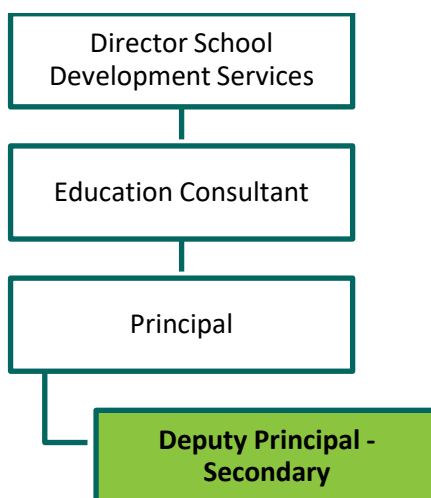 Director School
Development Services
Education Consultant
Principal
Deputy Principal -
Secondary